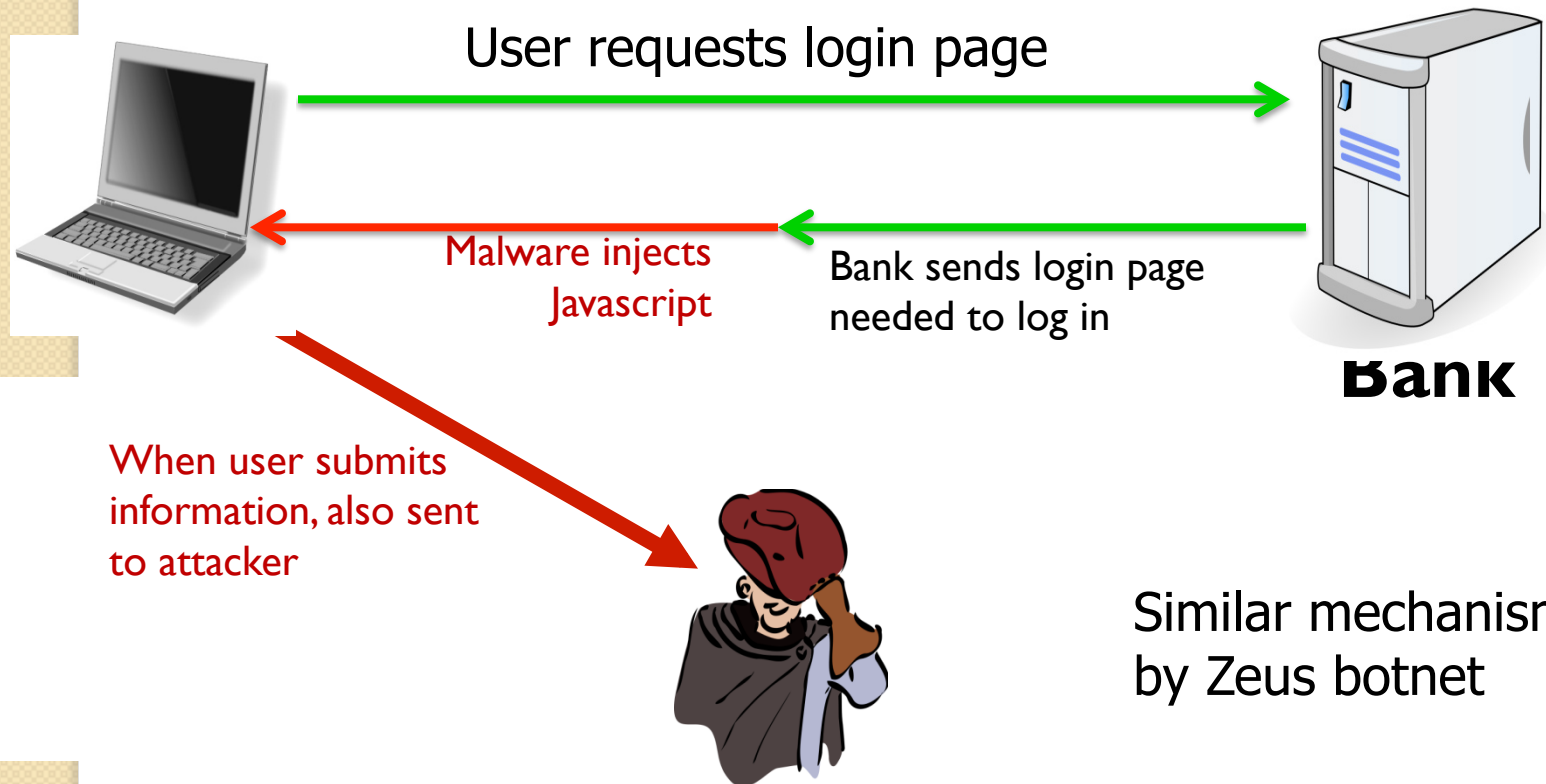 User requests login page
Malware injects
Javascript
Bank sends login page
needed to log in
Bank
When user submits
information, also sent
to attacker
Similar
by Zeus botnet